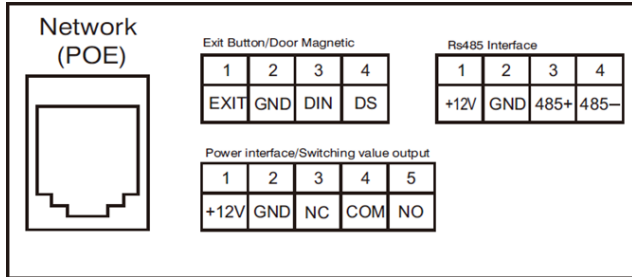 Network
(POE)
Exit Button/Door Magnetic
1 2 3 4
EXIT GND DIN DS
Rs485 Interface
1 2 3 4
+12V GND 485+ 485−
Power interface/Switching value output
1 2 3 4 5
+12V GND NC COM NO